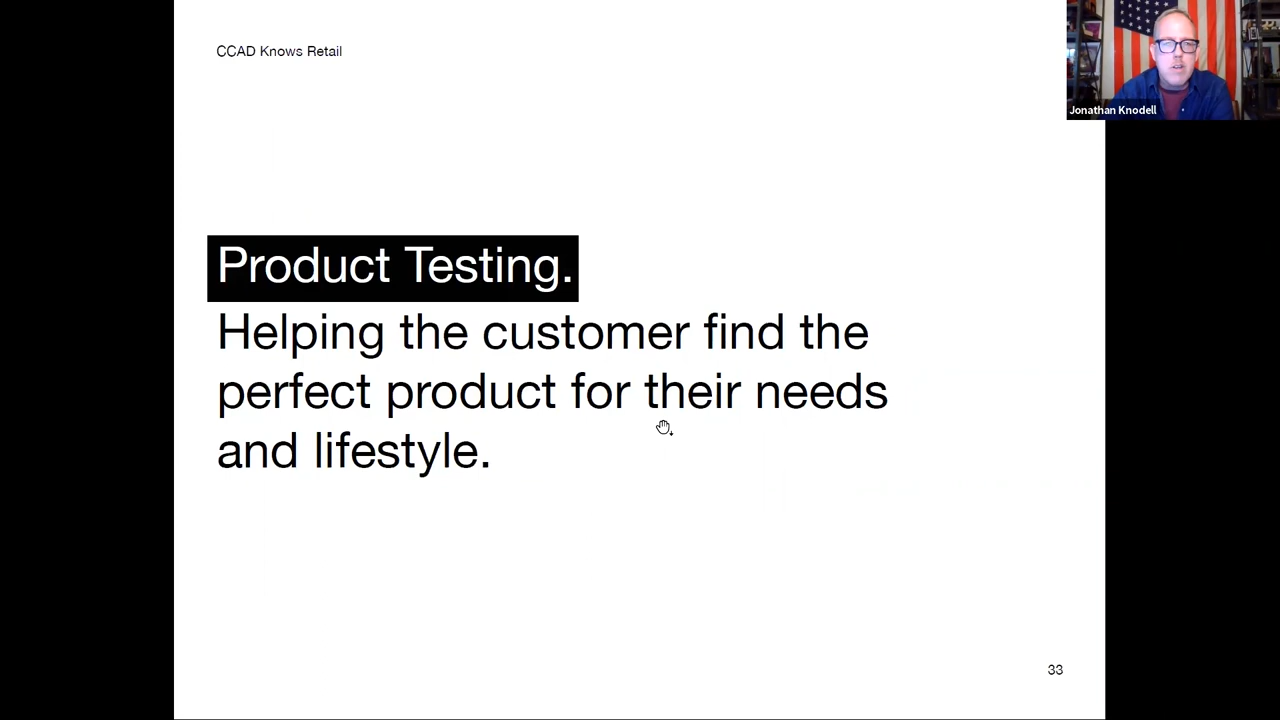 CCAD Knows Retail
Jonathan Knodell
Product Testing.
Helping the customer find the
perfect product for their needs
and lifestyle.
33